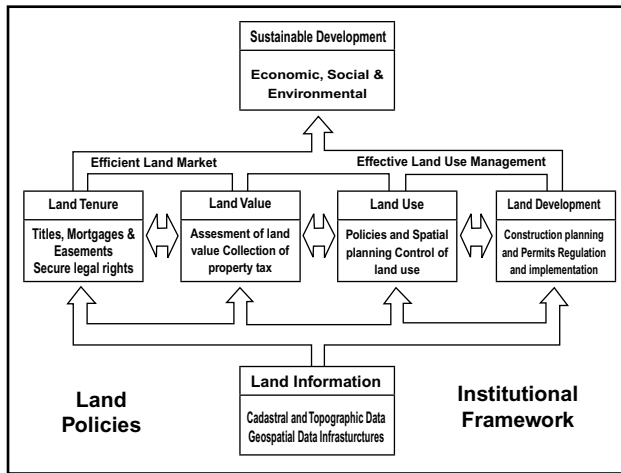 Sustainable Development
Economic, Social &
Environmental
Efficient Land Market
Effective Land Use Management
Land Tenure
Titles, Mortgages &
Easements
Secure legal rights
Land Value
Assesment of land
value Collection of
property tax
Land Use
Policies and Spatial
planning Control of
land use
Land Development
Construction planning
and Permits Regulation
and implementation
Land Information
Cadastral and Topographic Data
Geospatial Data Infrasturctures
Land
Policies
Institutional
Framework